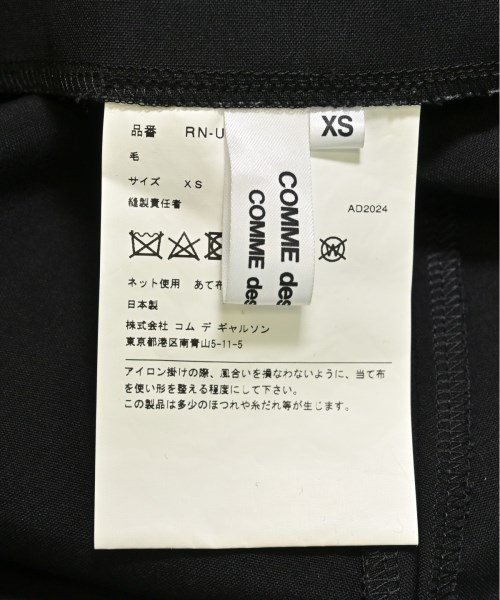 品番 RN-U
XS
毛
サイズ XS
縫製責任者
AD2024
COMME des
COMME des
ネット使用 あて布
日本製
株式会社 コム デ ギャルソン
東京都港区南青山5-11-5
アイロン掛けの際、風合いを損なわないように、当て布
を使い形を整える程度にして下さい。
この製品は多少のほつれや糸だれ等が生じます。